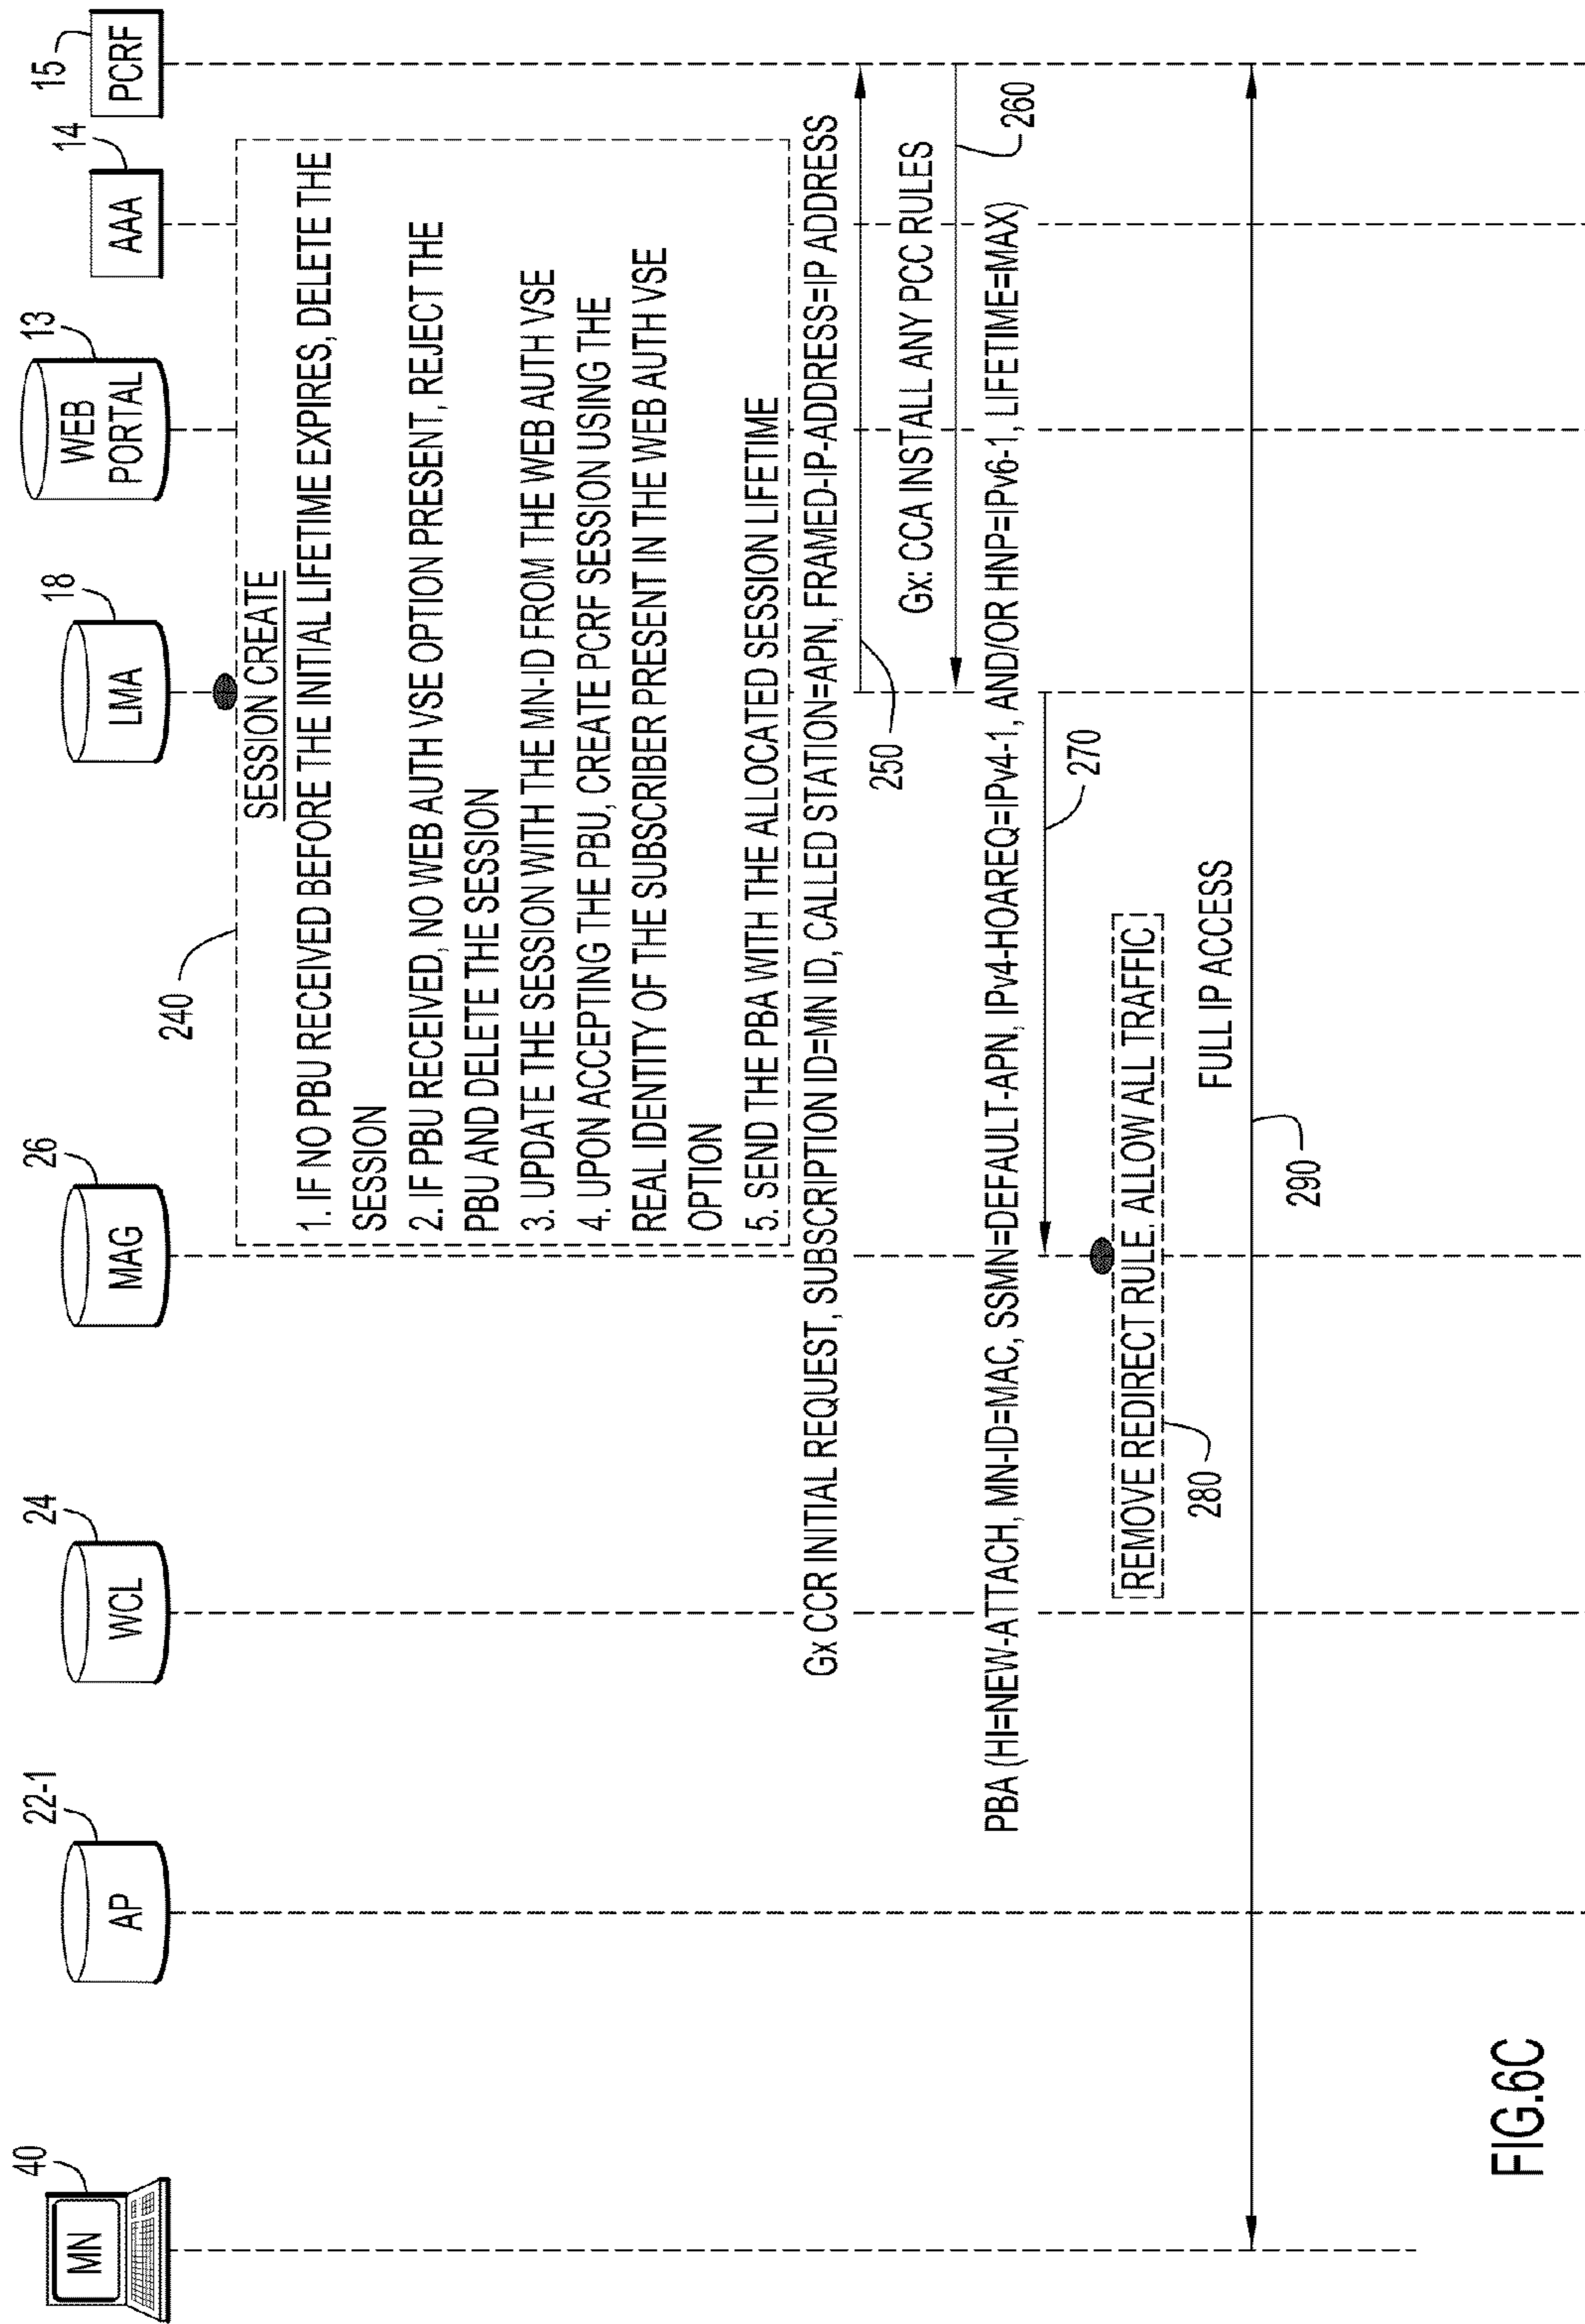 40
22-1
24
26
18
13
14
15
MN
AP
WCL
MAG
LMA
WEB
PORTAL
AAA
PCRF
240
SESSION CREATE
1. IF NO PBU RECEIVED BEFORE THE INITIAL LIFETIME EXPIRES, DELETE THE
SESSION
2. IF PBU RECEIVED, NO WEB AUTH VSE OPTION PRESENT, REJECT THE
PBU AND DELETE THE SESSION
3. UPDATE THE SESSION WITH THE MN-ID FROM THE WEB AUTH VSE
4. UPON ACCEPTING THE PBU, CREATE PCRF SESSION USING THE
REAL IDENTITY OF THE SUBSCRIBER PRESENT IN THE WEB AUTH VSE
OPTION
5. SEND THE PBA WITH THE ALLOCATED SESSION LIFETIME
Gx CCR INITIAL REQUEST, SUBSCRIPTION ID=MN ID, CALLED STATION=APN, FRAMED-IP-ADDRESS=IP ADDRESS
250
Gx: CCA INSTALL ANY PCC RULES
260
PBA (HI=NEW-ATTACH, MN-ID=MAC, SSMN=DEFAULT-APN, IPv4-HOAREQ=IPv4-1, AND/OR HNP=IPv6-1, LIFETIME=MAX)
270
REMOVE REDIRECT RULE. ALLOW ALL TRAFFIC
280
FULL IP ACCESS
290
FIG.6C